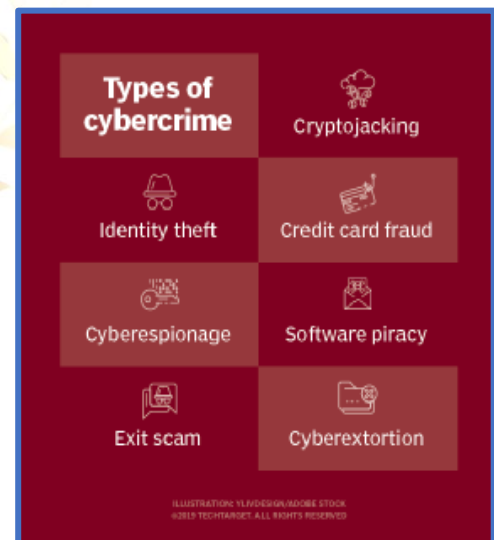 Types of
cybercrime
Cryptojacking
Identity theft
Credit card fraud
Cyberespionage
Software piracy
Exit scam
Cyberextortion
ILLUSTRATION: YLIVDESIGN/ADOBE STOCK
©2019 TECHTARGET. ALL RIGHTS RESERVED